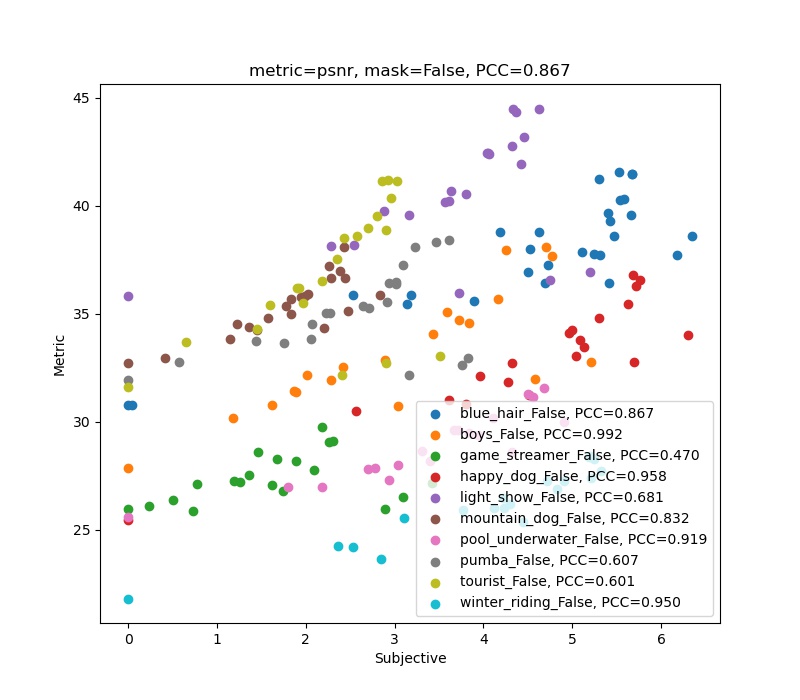 metric=psnr, mask=False, PCC=0.867
45
40
35
30
25
Metric
blue_hair_False, PCC=0.867
boys_False, PCC=0.992
game_streamer_False, PCC=0.470
happy_dog_False, PCC=0.958
light_show_False, PCC=0.681
mountain_dog_False, PCC=0.832
pool_underwater_False, PCC=0.919
pumba_False, PCC=0.607
tourist_False, PCC=0.601
winter_riding_False, PCC=0.950
0 1 2 3 4 5 6
Subjective